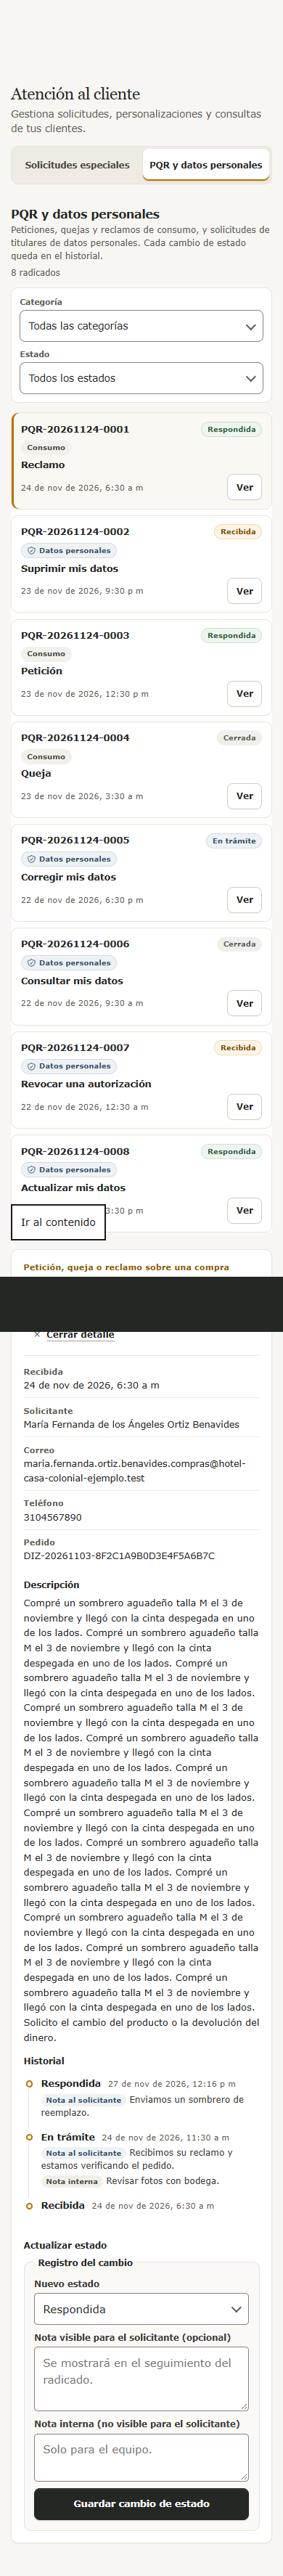 Atención al cliente
Gestiona solicitudes, personalizaciones y consultas
de tus clientes.
Solicitudes especiales
PQR y datos personales
PQR y datos personales
Peticiones, quejas y reclamos de consumo, y solicitudes de
titulares de datos personales. Cada cambio de estado
queda en el historial.
8 radicados
Categoría
Todas las categorías
Estado
Todos los estados
PQR-20261124-0001
Respondida
Consumo
Reclamo
24 de nov de 2026, 6:30 a m
Ver
PQR-20261124-0002
Recibida
Datos personales
Suprimir mis datos
23 de nov de 2026, 9:30 p m
Ver
PQR-20261124-0003
Respondida
Consumo
Petición
23 de nov de 2026, 12:30 p m
Ver
PQR-20261124-0004
Cerrada
Consumo
Queja
23 de nov de 2026, 3:30 a m
Ver
PQR-20261124-0005
En trámite
Datos personales
Corregir mis datos
22 de nov de 2026, 6:30 p m
Ver
PQR-20261124-0006
Cerrada
Datos personales
Consultar mis datos
22 de nov de 2026, 9:30 a m
Ver
PQR-20261124-0007
Recibida
Datos personales
Revocar una autorización
22 de nov de 2026, 12:30 a m
Ver
PQR-20261124-0008
Respondida
Datos personales
Actualizar mis datos
3:30 p m
Ver
Ir al contenido
Petición, queja o reclamo sobre una compra
× Cerrar detalle
Recibida
24 de nov de 2026, 6:30 a m
Solicitante
María Fernanda de los Ángeles Ortiz Benavides
Correo
maria.fernanda.ortiz.benavides.compras@hotel-
casa-colonial-ejemplo.test
Teléfono
3104567890
Pedido
DIZ-20261103-8F2C1A9B0D3E4F5A6B7C
Descripción
Compré un sombrero aguadeño talla M el 3 de
noviembre y llegó con la cinta despegada en uno
de los lados. Compré un sombrero aguadeño talla
M el 3 de noviembre y llegó con la cinta
despegada en uno de los lados. Compré un
sombrero aguadeño talla M el 3 de noviembre y
llegó con la cinta despegada en uno de los lados.
Compré un sombrero aguadeño talla M el 3 de
noviembre y llegó con la cinta despegada en uno
de los lados. Compré un sombrero aguadeño talla
M el 3 de noviembre y llegó con la cinta
despegada en uno de los lados. Compré un
sombrero aguadeño talla M el 3 de noviembre y
llegó con la cinta despegada en uno de los lados.
Compré un sombrero aguadeño talla M el 3 de
noviembre y llegó con la cinta despegada en uno
de los lados. Compré un sombrero aguadeño talla
M el 3 de noviembre y llegó con la cinta
despegada en uno de los lados. Compré un
sombrero aguadeño talla M el 3 de noviembre y
llegó con la cinta despegada en uno de los lados.
Compré un sombrero aguadeño talla M el 3 de
noviembre y llegó con la cinta despegada en uno
de los lados. Compré un sombrero aguadeño talla
M el 3 de noviembre y llegó con la cinta
despegada en uno de los lados. Compré un
sombrero aguadeño talla M el 3 de noviembre y
llegó con la cinta despegada en uno de los lados.
Solicito el cambio del producto o la devolución del
dinero.
Historial
Respondida 27 de nov de 2026, 12:16 p m
Nota al solicitante Enviamos un sombrero de
reemplazo.
En trámite 24 de nov de 2026, 11:30 a m
Nota al solicitante Recibimos su reclamo y
estamos verificando el pedido.
Nota interna Revisar fotos con bodega.
Recibida 24 de nov de 2026, 6:30 a m
Actualizar estado
Registro del cambio
Nuevo estado
Respondida
Nota visible para el solicitante (opcional)
Se mostrará en el seguimiento del
radicado.
Nota interna (no visible para el solicitante)
Solo para el equipo.
Guardar cambio de estado